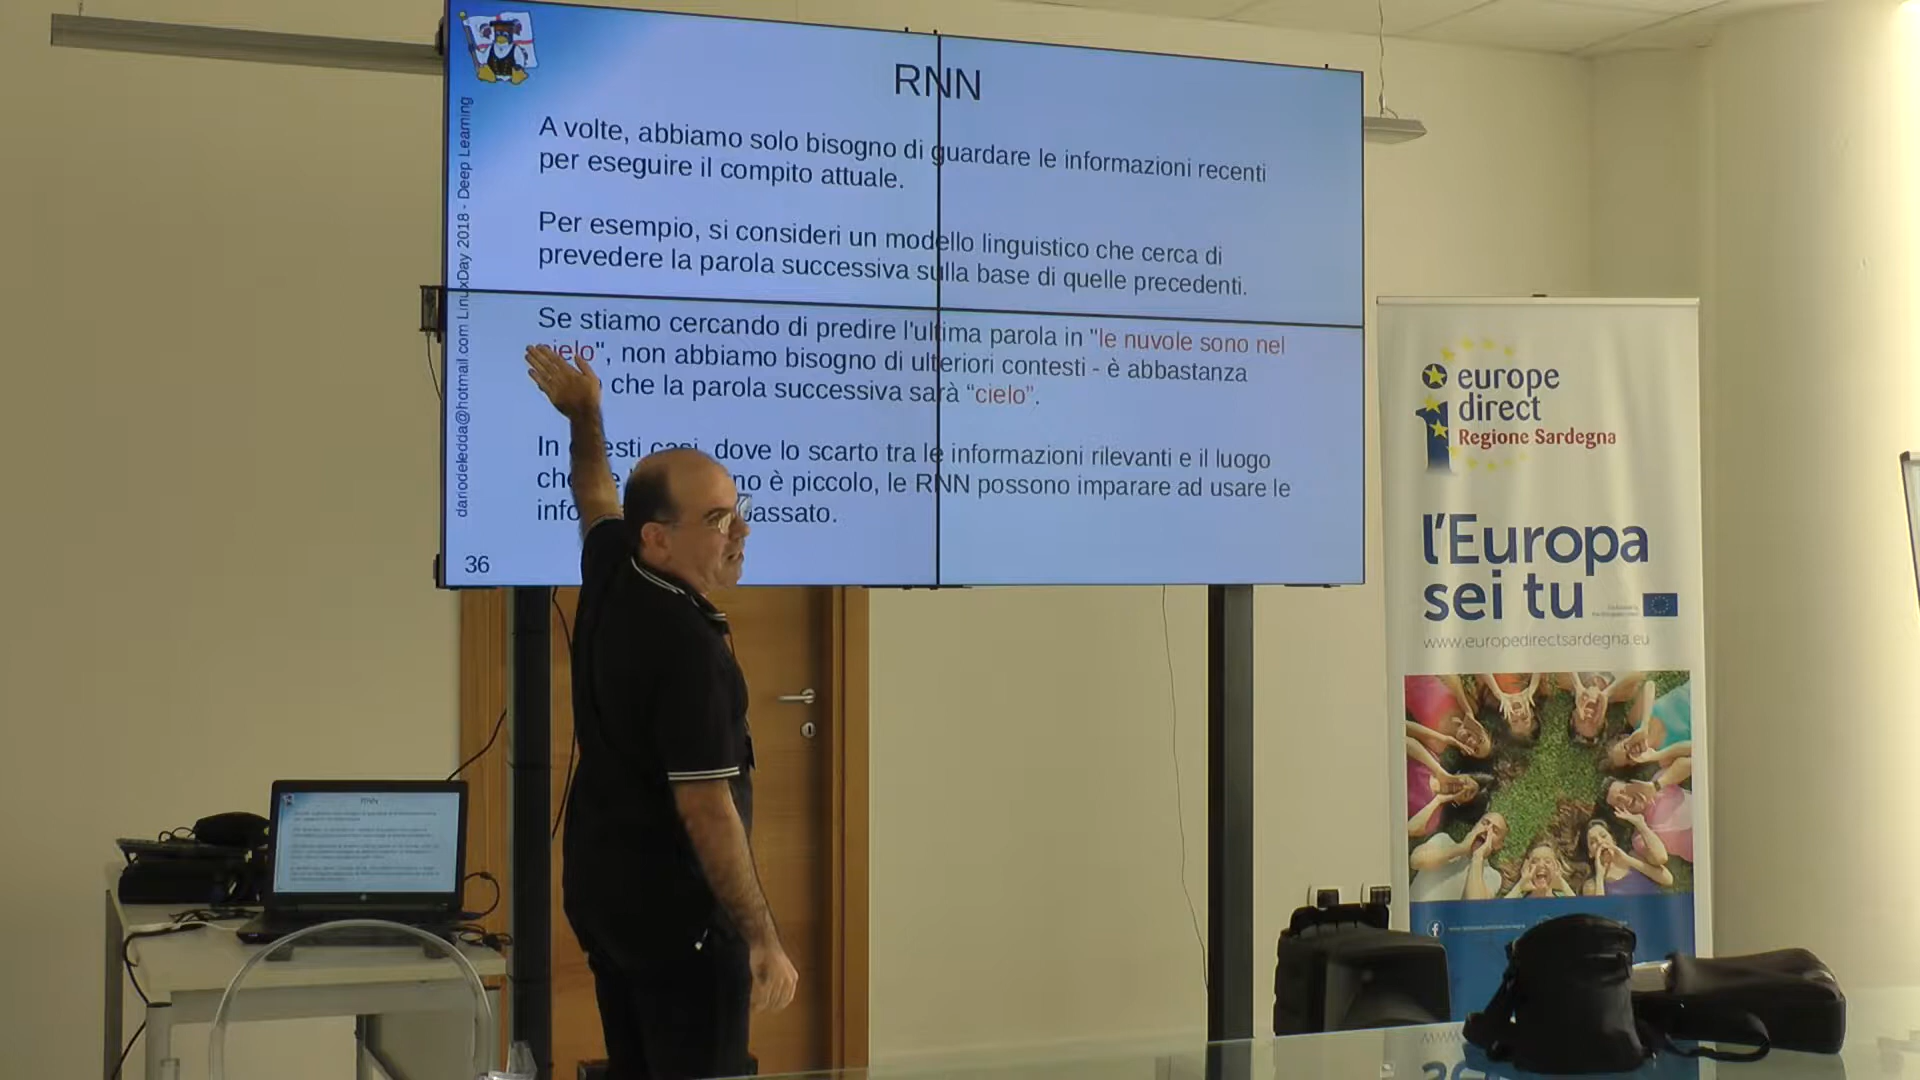 RNN
A volte, abbiamo solo bisogno di guardare le informazioni recenti
per eseguire il compito attuale.
Per esempio, si consideri un modello linguistico che cerca di
prevedere la parola successiva sulla base di quelle precedenti.
Se stiamo cercando di predire l'ultima parola in "le nuvole sono nel
cielo", non abbiamo bisogno di ulteriori contesti - è abbastanza
che la parola successiva sarà “cielo”.
In casi, dove lo scarto tra le informazioni rilevanti e il luogo
è piccolo, le RNN possono imparare ad usare le
passato.
36
dariodeledda@hotmail.com LinuxDay 2018 - Deep Learning
europe
direct
Regione Sardegna
l'Europa
sei tu
www.europedirectsardegna.eu
RNN